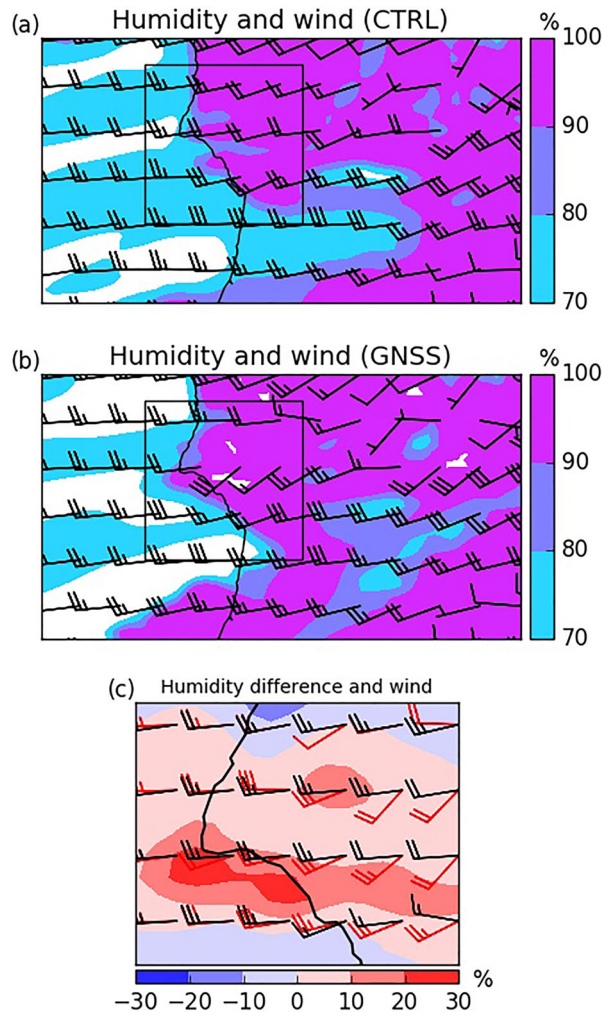 (a) Humidity and wind (CTRL)
%
100
90
80
70
(b) Humidity and wind (GNSS)
%
100
90
80
70
(c) Humidity difference and wind
−30 −20 −10 0 10 20 30 %